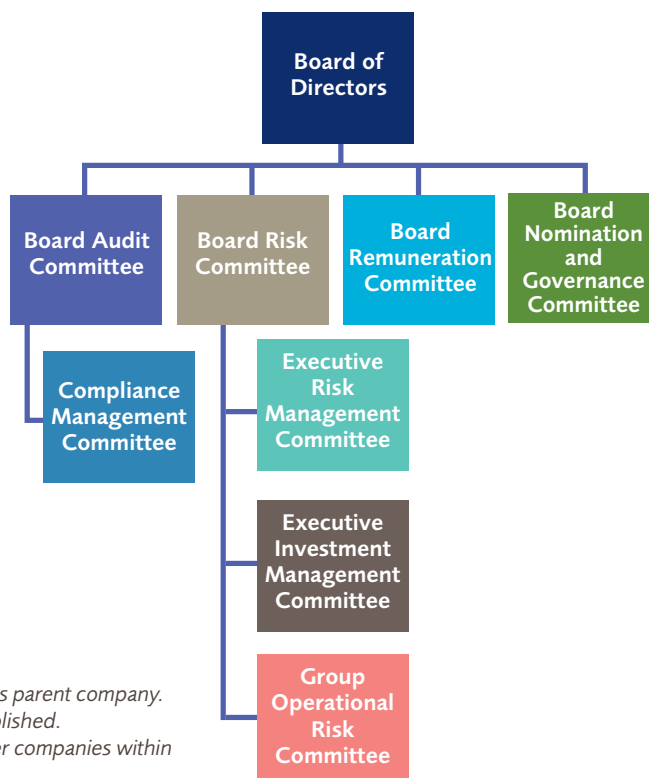 Board of
Directors
Board Audit
Committee
Board Risk
Committee
Board
Remuneration
Committee
Board
Nomination
and
Governance
Committee
Compliance
Management
Committee
Executive
Risk
Management
Committee
Executive
Investment
Management
Committee
Group
Operational
Risk
Committee
s parent company.
lished.
er companies within